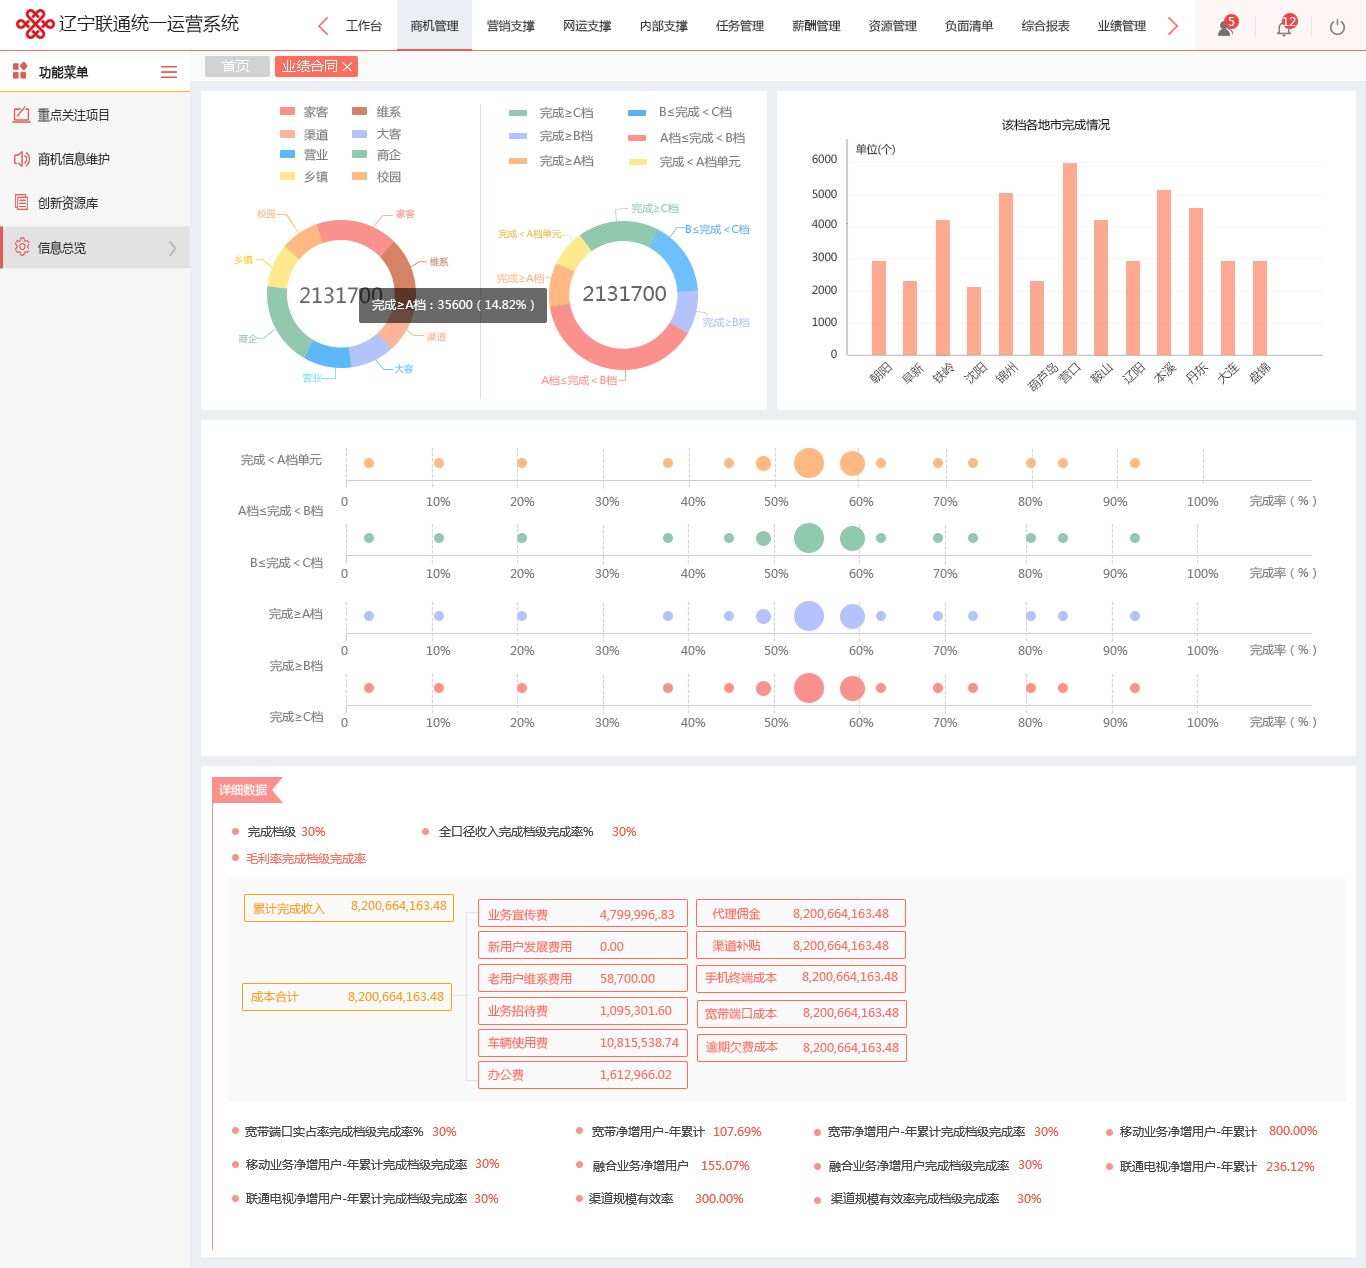 辽宁联通统一运营系统
工作台 商机管理 营销支撑 网运支撑 内部支撑 任务管理 薪酬管理 资源管理 负面清单 综合报表 业绩管理 5 12
功能菜单
首页 业绩合同
重点关注项目
商机信息维护
创新资源库
信息总览
家客 维系
渠道 大客
营业 商企
乡镇 校园
校园 家客
乡镇 维系
2131700
商企 渠道
营业 大客
完成≥A档：35600（14.82%）
完成≥C档 B≤完成＜C档
完成≥B档 A档≤完成＜B档
完成≥A档 完成＜A档单元
完成≥C档
完成＜A档单元 B≤完成＜C档
完成≥A档
2131700
完成≥B档
A档≤完成＜B档
该档各地市完成情况
单位(个)
6000
5000
4000
3000
2000
1000
0
朝阳 阜新 铁岭 沈阳 锦州 葫芦岛 营口 鞍山 辽阳 本溪 丹东 大连 盘锦
完成＜A档单元
0 10% 20% 30% 40% 50% 60% 70% 80% 90% 100% 完成率（%）
A档≤完成＜B档
B≤完成＜C档
0 10% 20% 30% 40% 50% 60% 70% 80% 90% 100% 完成率（%）
完成≥A档
0 10% 20% 30% 40% 50% 60% 70% 80% 90% 100% 完成率（%）
完成≥B档
完成≥C档
0 10% 20% 30% 40% 50% 60% 70% 80% 90% 100% 完成率（%）
详细数据
完成档级 30% 全口径收入完成档级完成率% 30%
毛利率完成档级完成率
累计完成收入 8,200,664,163.48
成本合计 8,200,664,163.48
业务宣传费 4,799,996,.83 代理佣金 8,200,664,163.48
新用户发展费用 0.00 渠道补贴 8,200,664,163.48
老用户维系费用 58,700.00 手机终端成本 8,200,664,163.48
业务招待费 1,095,301.60 宽带端口成本 8,200,664,163.48
车辆使用费 10,815,538.74 逾期欠费成本 8,200,664,163.48
办公费 1,612,966.02
宽带端口实占率完成档级完成率% 30% 宽带净增用户-年累计 107.69% 宽带净增用户-年累计完成档级完成率 30% 移动业务净增用户-年累计 800.00%
移动业务净增用户-年累计完成档级完成率 30% 融合业务净增用户 155.07% 融合业务净增用户完成档级完成率 30% 联通电视净增用户-年累计 236.12%
联通电视净增用户-年累计完成档级完成率 30% 渠道规模有效率 300.00% 渠道规模有效率完成档级完成率 30%